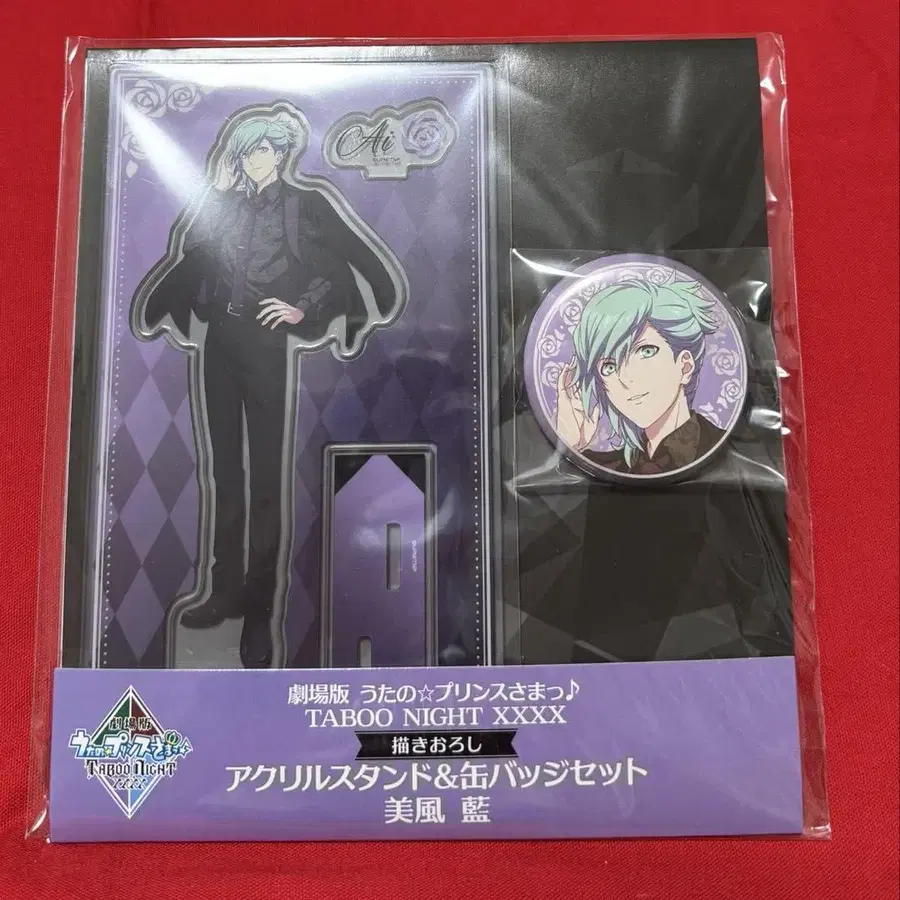 Ai
劇場版 うたの☆プリンスさまっ♪
TABOO NIGHT XXXX
描きおろし
アクリルスタンド&缶バッジセット
美風 藍
劇場版
うたの☆プリンスさまっ♪
TABOO NIGHT
XXXX